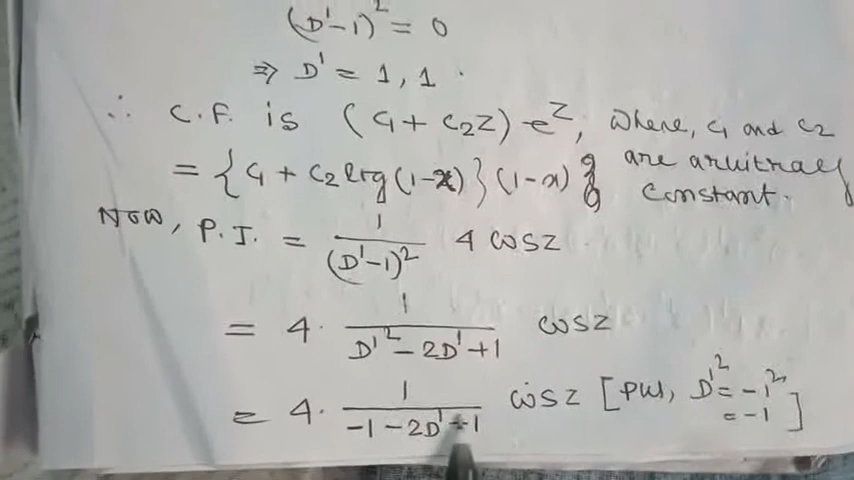 (D'-1)² = 0
⇒ D' = 1, 1 .
∴ C.F. is (c₁ + c₂z) · e^z, where, c₁ and c₂
= {c₁ + c₂ log(1-x)} (1-x) } are arbitrary constant.
Now, P.I. = 1/(D'-1)² 4 cosz
= 4 · 1/(D'² - 2D' + 1) cosz
= 4 · 1/(-1 - 2D' + 1) cosz [put, D'² = -1² = -1]